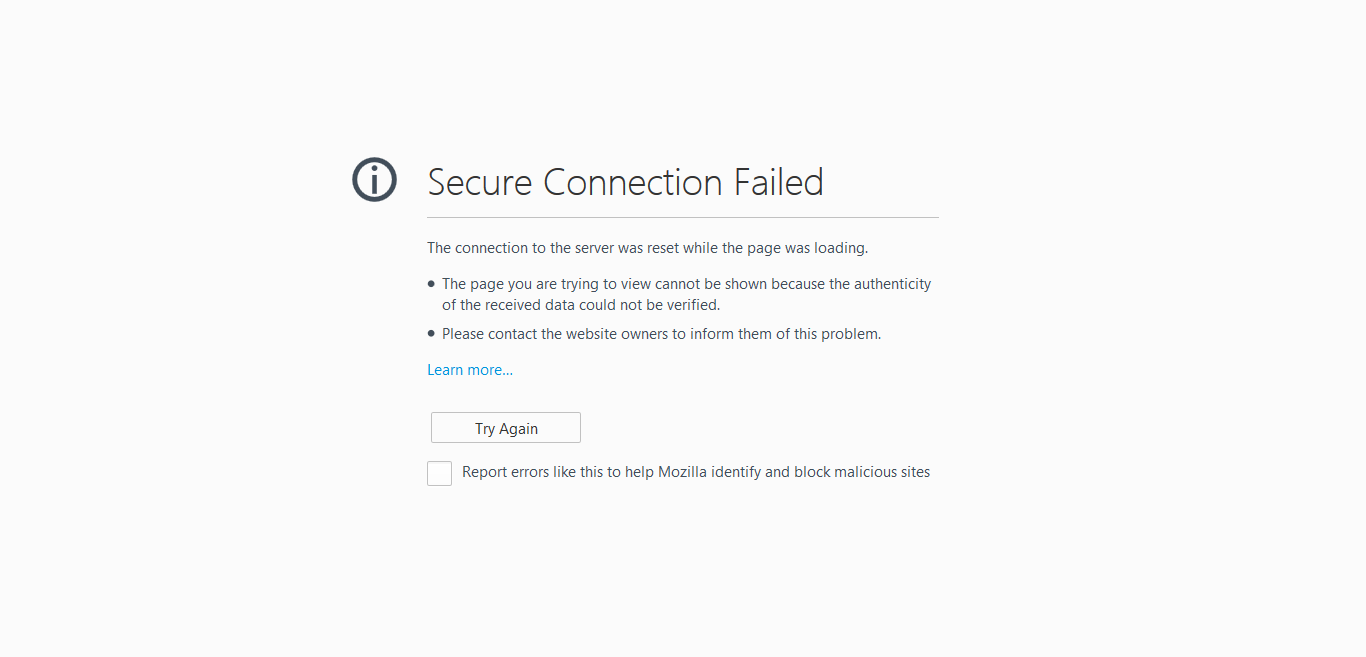 Secure Connection Failed
The connection to the server was reset while the page was loading.
• The page you are trying to view cannot be shown because the authenticity
of the received data could not be verified.
• Please contact the website owners to inform them of this problem.
Learn more...
Try Again
Report errors like this to help Mozilla identify and block malicious sites